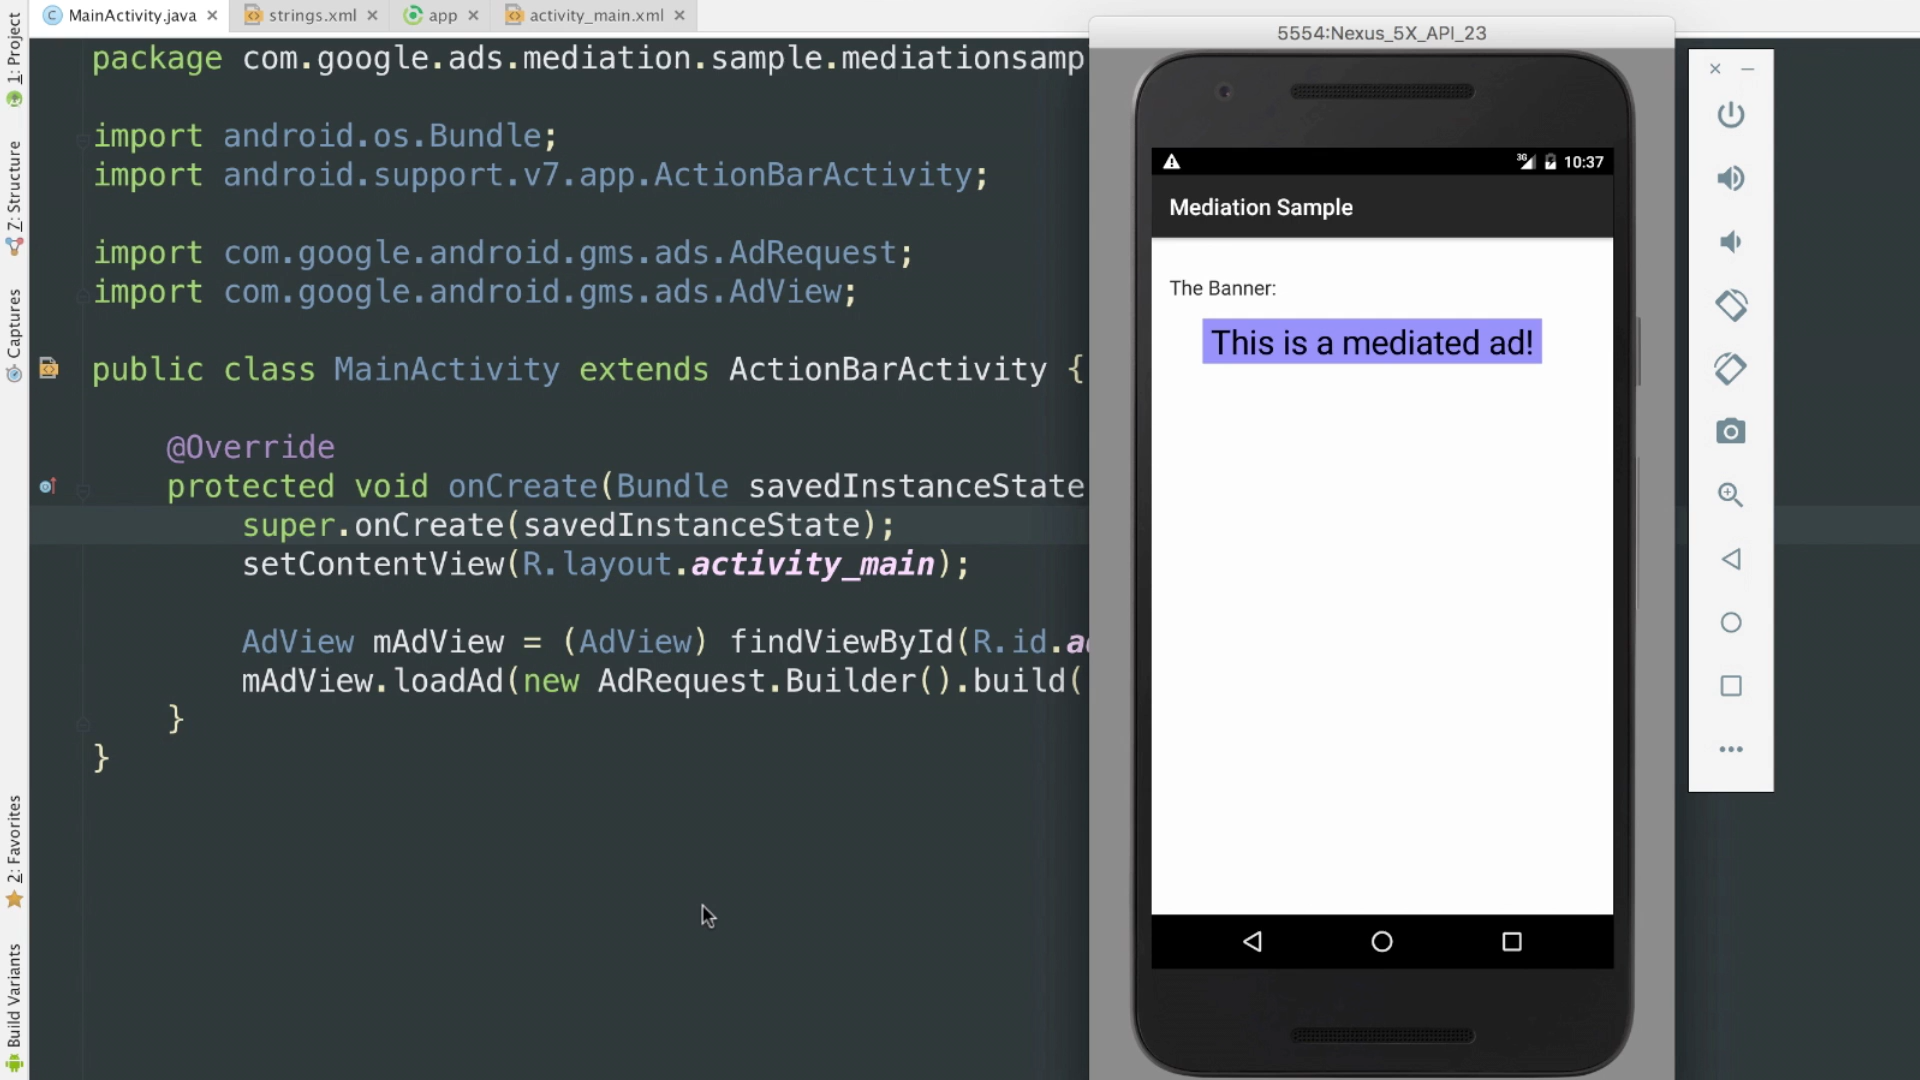 MainActivity.java
strings.xml
app
activity_main.xml
1: Project
7: Structure
Captures
2: Favorites
Build Variants
package com.google.ads.mediation.sample.mediationsamp
import android.os.Bundle;
import android.support.v7.app.ActionBarActivity;
import com.google.android.gms.ads.AdRequest;
import com.google.android.gms.ads.AdView;
public class MainActivity extends ActionBarActivity {
@Override
protected void onCreate(Bundle savedInstanceState
super.onCreate(savedInstanceState);
setContentView(R.layout.activity_main);
AdView mAdView = (AdView) findViewById(R.id.a
mAdView.loadAd(new AdRequest.Builder().build(
}
}
5554:Nexus_5X_API_23
3G 10:37
Mediation Sample
The Banner:
This is a mediated ad!